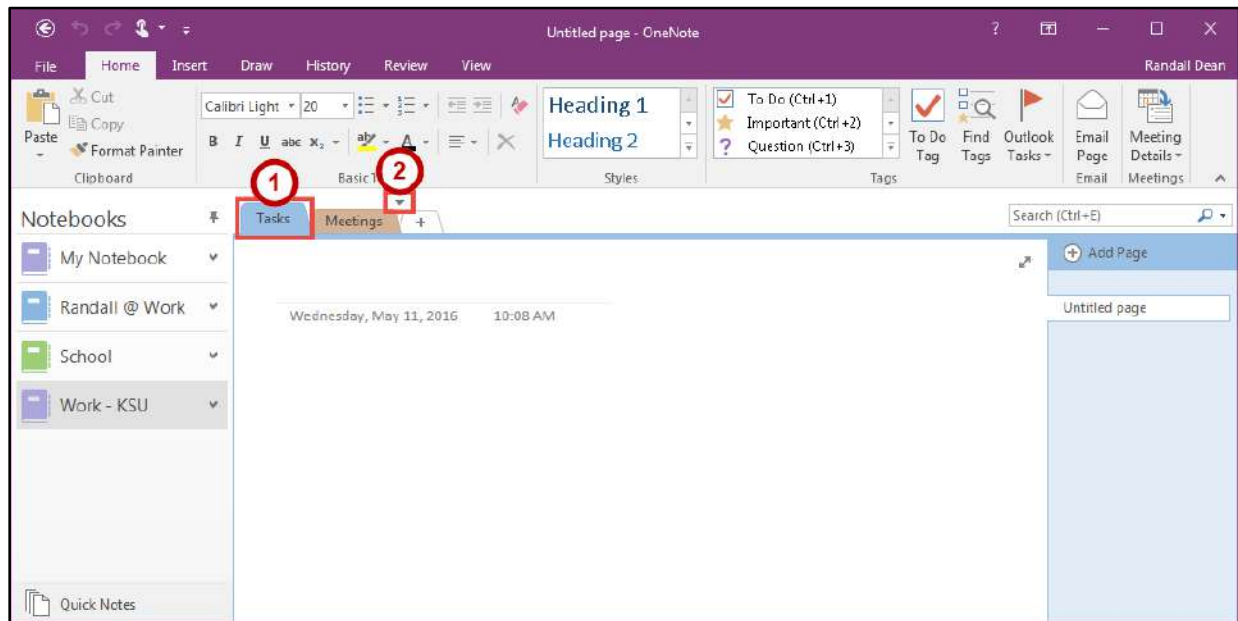 Untitled page - OneNote
?
File Home Insert Draw History Review View
Randall Dean
Paste
Cut
Copy
Format Painter
Clipboard
Calibri Light 20
B I U abc x₂ A
Basic
Heading 1
Heading 2
Styles
To Do (Ctrl+1)
Important (Ctrl+2)
? Question (Ctrl+3)
To Do Tag
Find Tags
Outlook Tasks
Tags
Email Page
Email
Meeting Details
Meetings
1
2
Notebooks
Tasks Meetings +
Search (Ctrl+E)
My Notebook
Randall @ Work
School
Work - KSU
Quick Notes
Wednesday, May 11, 2016 10:08 AM
Add Page
Untitled page